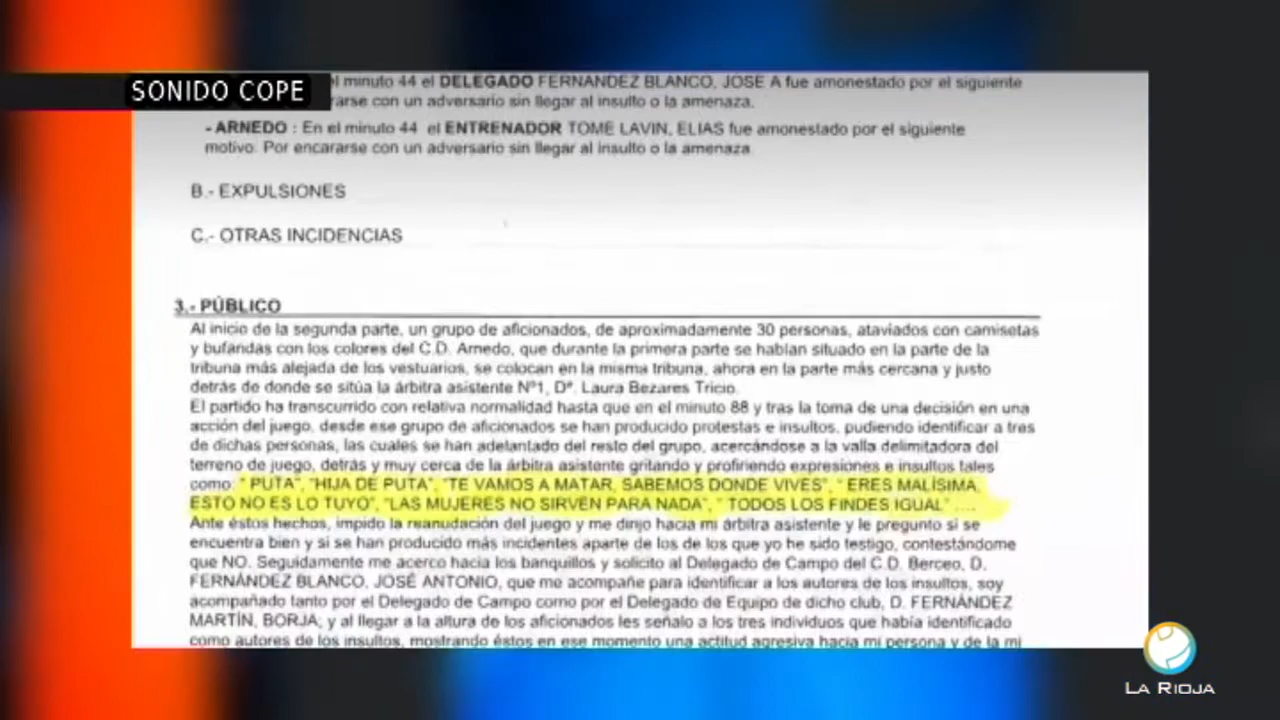 SONIDO COPE
el minuto 44 el DELEGADO FERNANDEZ BLANCO, JOSE A fue amonestado por el siguiente
rarse con un adversario sin llegar al insulto o la amenaza.
- ARNEDO : En el minuto 44 el ENTRENADOR TOME LAVIN, ELIAS fue amonestado por el siguiente
motivo. Por encararse con un adversario sin llegar al insulto o la amenaza
B.- EXPULSIONES
C.- OTRAS INCIDENCIAS
3.- PÚBLICO
Al inicio de la segunda parte, un grupo de aficionados, de aproximadamente 30 personas, ataviados con camisetas
y bufandas con los colores del C.D. Arnedo, que durante la primera parte se habían situado en la parte de la
tribuna más alejada de los vestuarios, se colocan en la misma tribuna, ahora en la parte más cercana y justo
detrás de donde se sitúa la árbitra asistente Nº1, Dª. Laura Bezares Tricio.
El partido ha transcurrido con relativa normalidad hasta que en el minuto 88 y tras la toma de una decisión en una
acción del juego, desde ese grupo de aficionados se han producido protestas e insultos, pudiendo identificar a tres
de dichas personas, las cuales se han adelantado del resto del grupo, acercándose a la valla delimitadora del
terreno de juego, detrás y muy cerca de la árbitra asistente gritando y profiriendo expresiones e insultos tales
como: " PUTA", "HIJA DE PUTA", "TE VAMOS A MATAR, SABEMOS DONDE VIVES", " ERES MALÍSIMA,
ESTO NO ES LO TUYO", "LAS MUJERES NO SIRVEN PARA NADA", " TODOS LOS FINDES IGUAL" ....
Ante éstos hechos, impido la reanudación del juego y me dirijo hacia mi árbitra asistente y le pregunto si se
encuentra bien y si se han producido más incidentes aparte de los de los que yo he sido testigo, contestándome
que NO. Seguidamente me acerco hacia los banquillos y solicito al Delegado de Campo del C.D. Berceo, D.
FERNÁNDEZ BLANCO, JOSÉ ANTONIO, que me acompañe para identificar a los autores de los insultos, soy
acompañado tanto por el Delegado de Campo como por el Delegado de Equipo de dicho club, D. FERNÁNDEZ
MARTÍN, BORJA; y al llegar a la altura de los aficionados les señalo a los tres individuos que había identificado
como autores de los insultos, mostrando éstos en ese momento una actitud agresiva hacia mi persona y de la mi
LA RIOJA